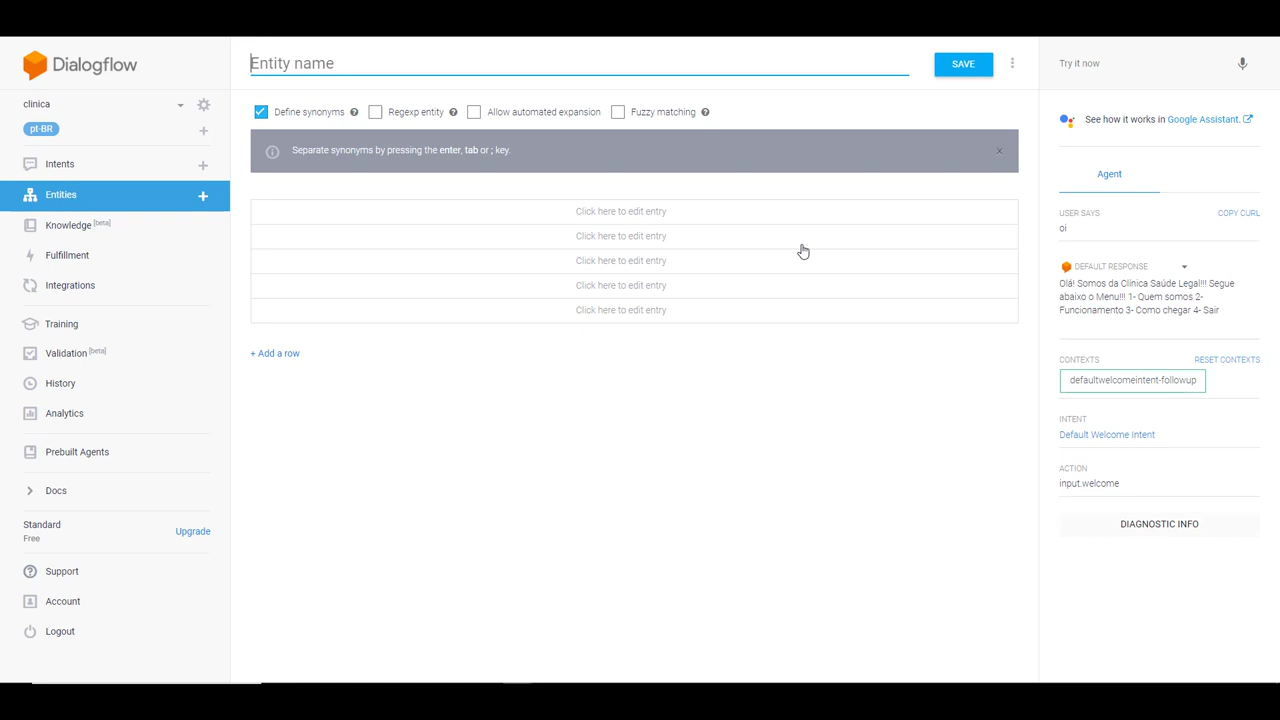 Dialogflow
clinica
pt-BR
Intents
Entities
Knowledge [beta]
Fulfillment
Integrations
Training
Validation [beta]
History
Analytics
Prebuilt Agents
Docs
Standard
Free
Upgrade
Support
Account
Logout
Entity name
SAVE
Define synonyms
Regexp entity
Allow automated expansion
Fuzzy matching
Separate synonyms by pressing the enter, tab or ; key.
Click here to edit entry
Click here to edit entry
Click here to edit entry
Click here to edit entry
Click here to edit entry
+ Add a row
Try it now
See how it works in Google Assistant.
Agent
USER SAYS
COPY CURL
oi
DEFAULT RESPONSE
Olá! Somos da Clínica Saúde Legal!!! Segue
abaixo o Menu!!! 1- Quem somos 2-
Funcionamento 3- Como chegar 4- Sair
CONTEXTS
RESET CONTEXTS
defaultwelcomeintent-followup
INTENT
Default Welcome Intent
ACTION
input.welcome
DIAGNOSTIC INFO